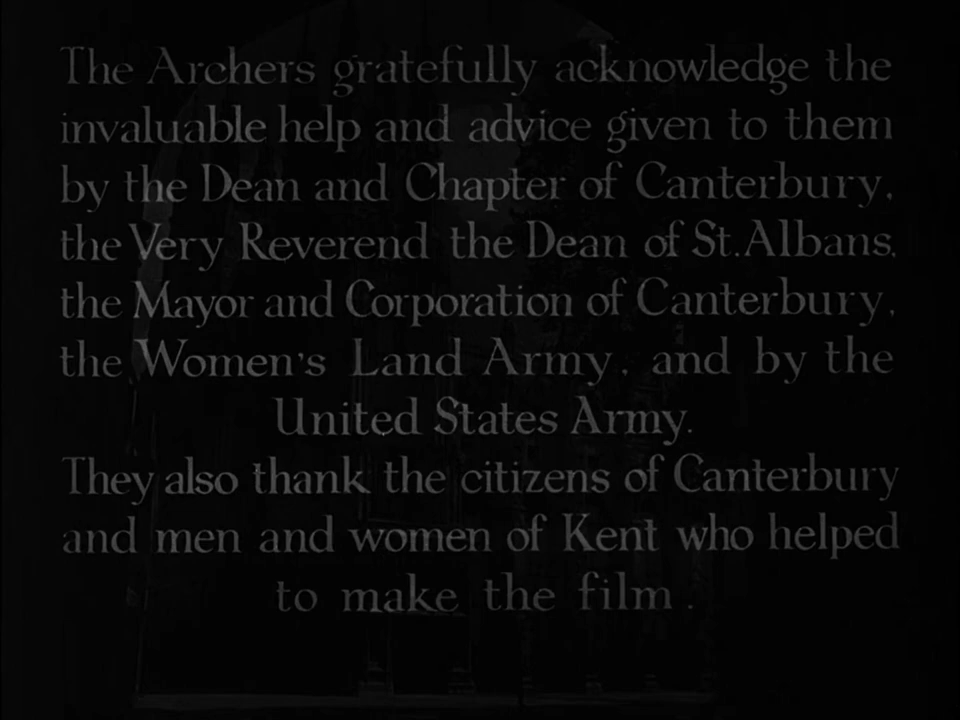 The Archers gratefully acknowledge the
invaluable help and advice given to them
by the Dean and Chapter of Canterbury,
the Very Reverend the Dean of St.Albans,
the Mayor and Corporation of Canterbury,
the Women's Land Army, and by the
United States Army.
They also thank the citizens of Canterbury
and men and women of Kent who helped
to make the film.